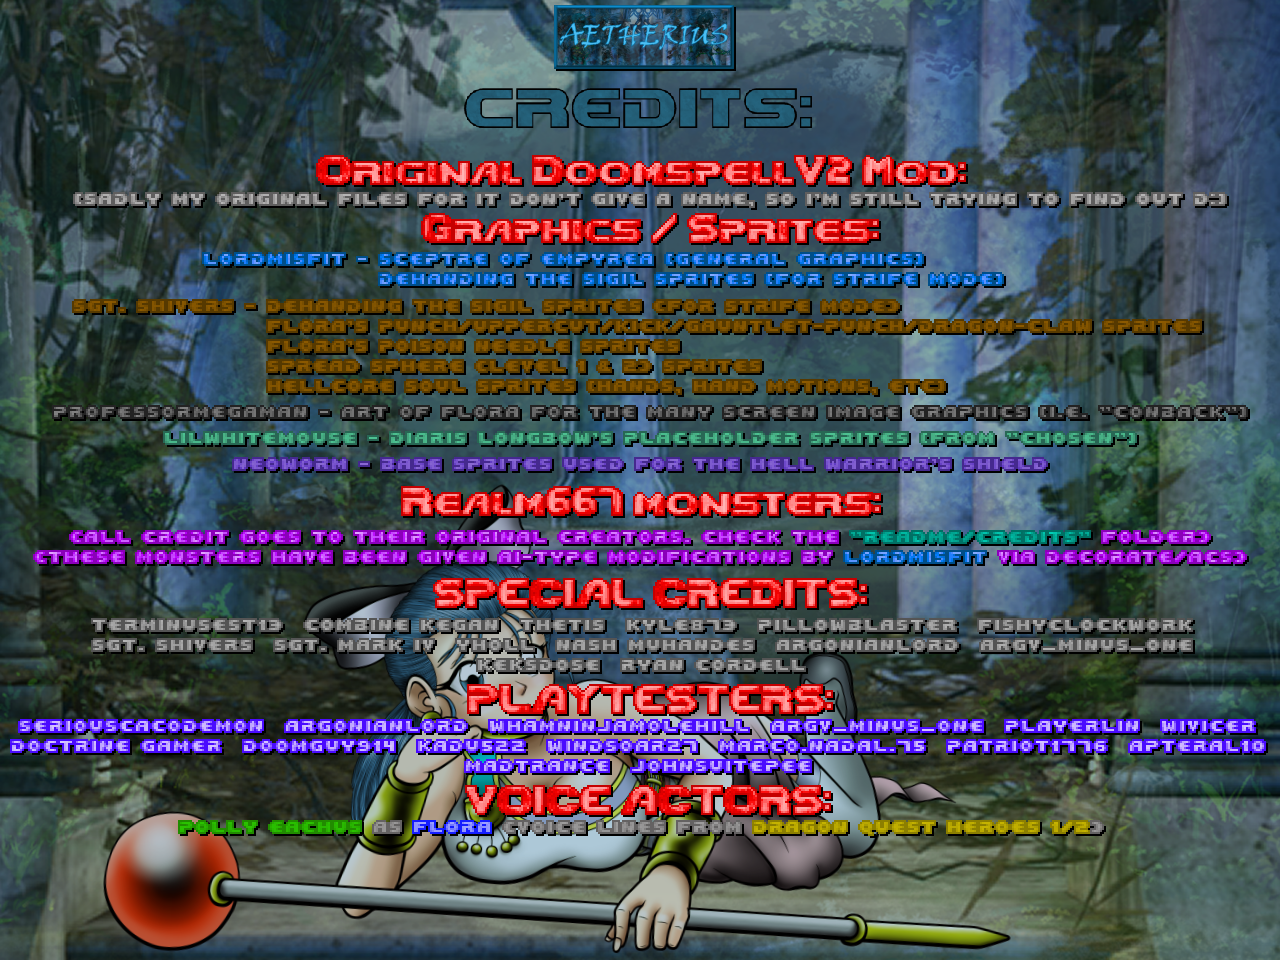 AETHERIUS
CREDITS:
ORIGINAL DOOMSPELLV2 MOD:
(SADLY MY ORIGINAL FILES FOR IT DON'T GIVE A NAME, SO I'M STILL TRYING TO FIND OUT D:)
GRAPHICS / SPRITES:
LORDMISFIT - SCEPTRE OF EMPYREA (GENERAL GRAPHICS)
DEHANDING THE SIGIL SPRITES (FOR STRIFE MODE)
SGT. SHIVERS - DEHANDING THE SIGIL SPRITES (FOR STRIFE MODE)
FLORA'S PUNCH/UPPERCUT/KICK/GAUNTLET-PUNCH/DRAGON-CLAW SPRITES
FLORA'S POISON NEEDLE SPRITES
SPREAD SPHERE (LEVEL 1 & 2) SPRITES
HELLCORE SOUL SPRITES (HANDS, HAND MOTIONS, ETC)
PROFESSORMEGAMAN - ART OF FLORA FOR THE MANY SCREEN IMAGE GRAPHICS (I.E. "CONBACK")
LILWHITEMOUSE - DIARIS LONGBOW'S PLACEHOLDER SPRITES (FROM "CHOSEN")
NEOWORM - BASE SPRITES USED FOR THE HELL WARRIOR'S SHIELD
REALM667 MONSTERS:
(ALL CREDIT GOES TO THEIR ORIGINAL CREATORS. CHECK THE "README/CREDITS" FOLDER)
(THESE MONSTERS HAVE BEEN GIVEN AI-TYPE MODIFICATIONS BY LORDMISFIT VIA DECORATE/ACS)
SPECIAL CREDITS:
TERMINUSEST13 COMBINE KEGAN THETIS KYLE873 PILLOWBLASTER FISHYCLOCKWORK
SGT. SHIVERS SGT. MARK IV YHOLL NASH MUHANDES ARGONIANLORD ARGV_MINUS_ONE
KEKSDOSE RYAN CORDELL
PLAYTESTERS:
SERIOUSCACODEMON ARGONIANLORD WHAMNINJAMOLEHILL ARGV_MINUS_ONE PLAYERLIN WIVICER
DOCTRINE GAMER DOOMGUY914 KADU522 WINDSOAR27 MARCO.NADAL.75 PATRIOT1776 APTERAL10
MADTRANCE JOHNSUITEPEE
VOICE ACTORS:
POLLY EACHUS AS FLORA (VOICE LINES FROM DRAGON QUEST HEROES 1/2)